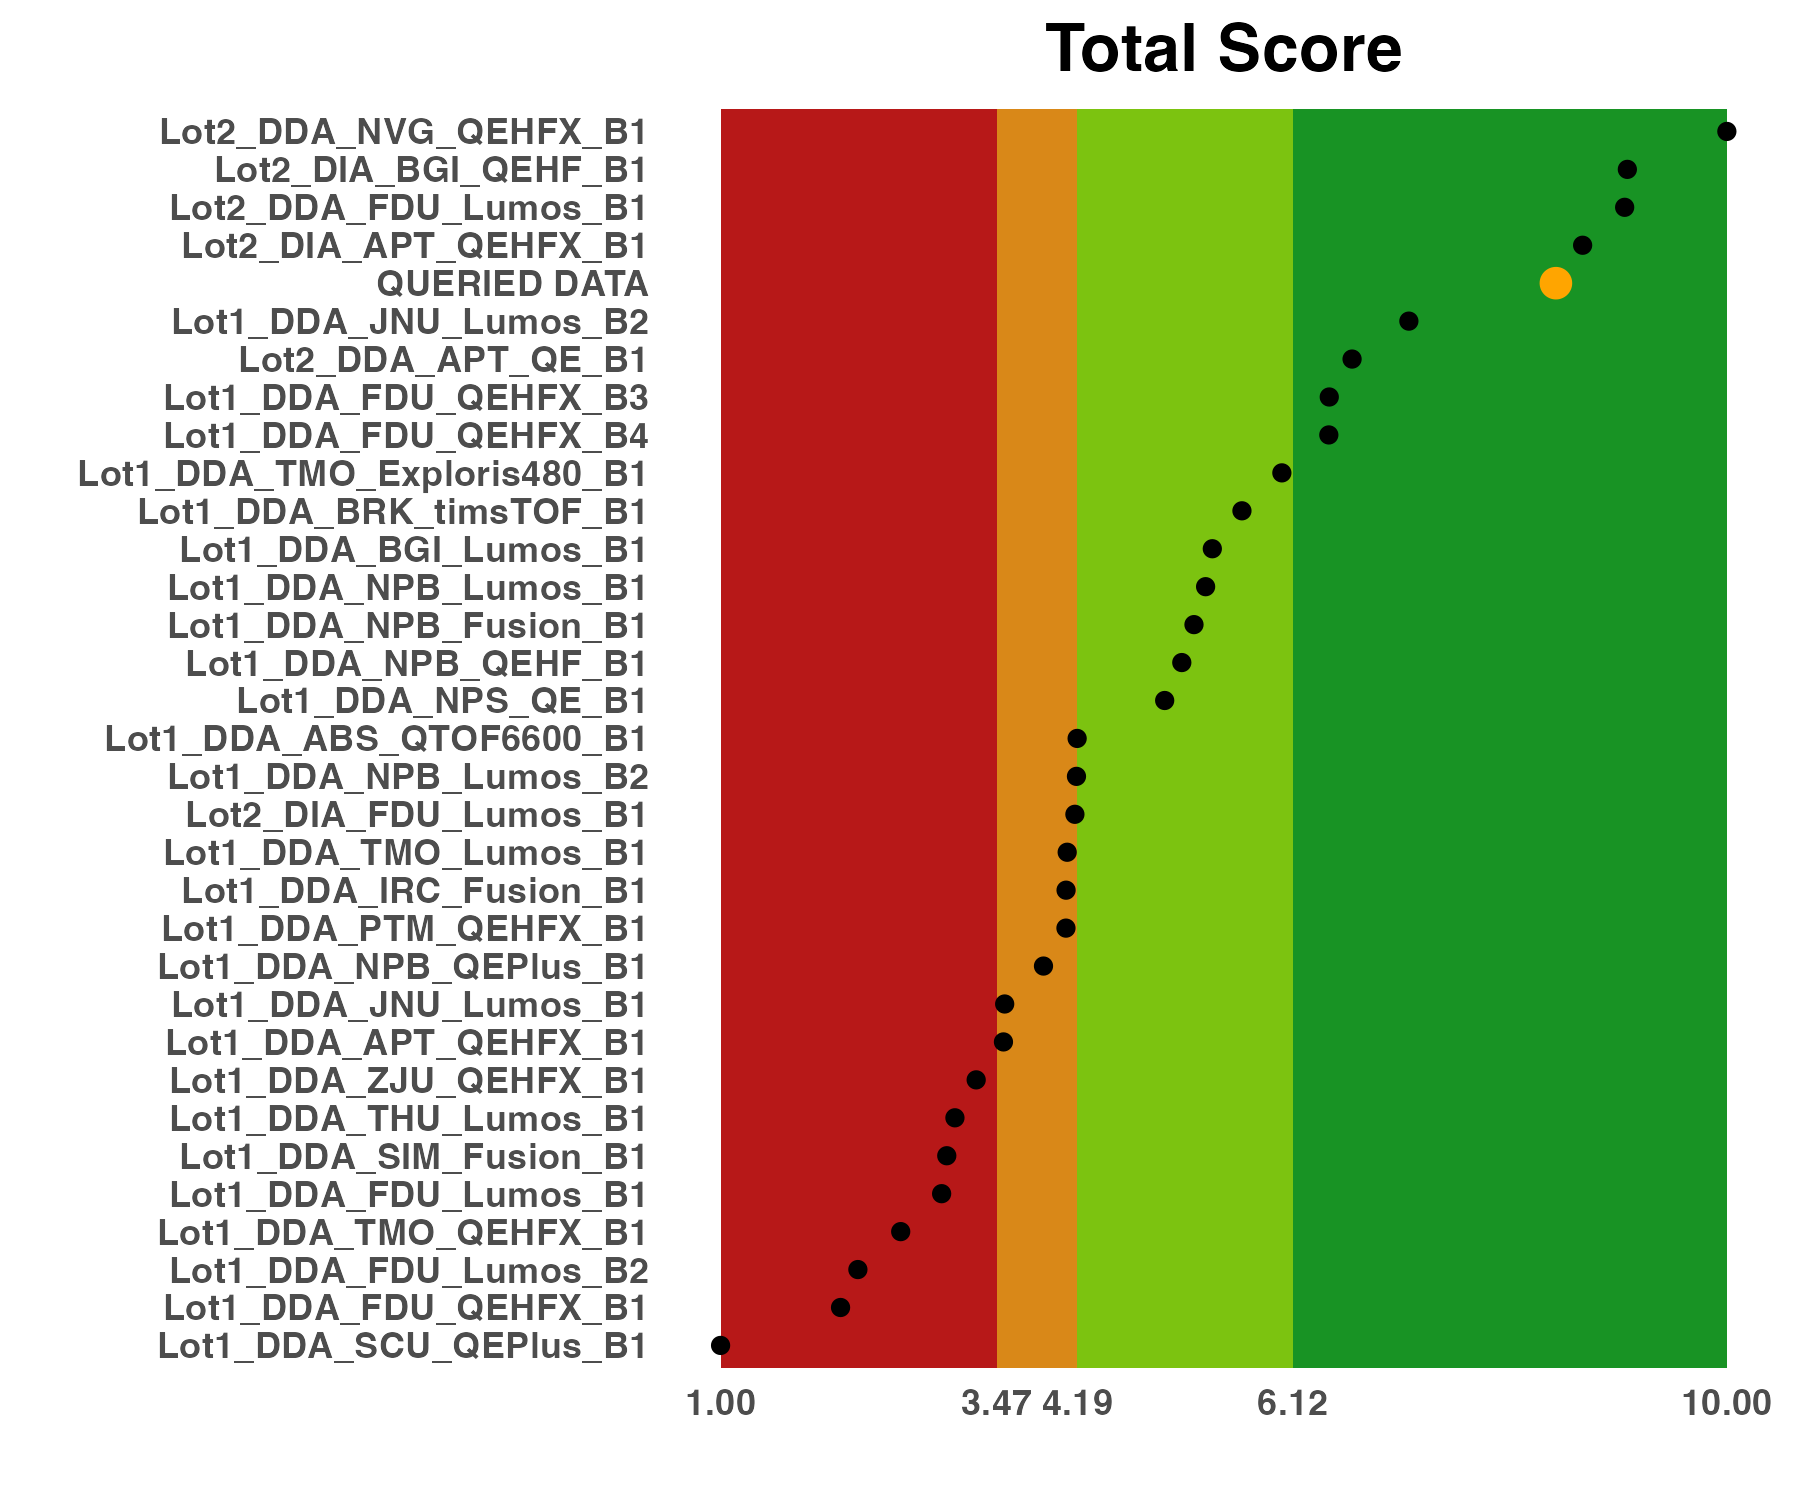 Total Score
Lot2_DDA_NVG_QEHFX_B1
Lot2_DIA_BGI_QEHF_B1
Lot2_DDA_FDU_Lumos_B1
Lot2_DIA_APT_QEHFX_B1
QUERIED DATA
Lot1_DDA_JNU_Lumos_B2
Lot2_DDA_APT_QE_B1
Lot1_DDA_FDU_QEHFX_B3
Lot1_DDA_FDU_QEHFX_B4
Lot1_DDA_TMO_Exploris480_B1
Lot1_DDA_BRK_timsTOF_B1
Lot1_DDA_BGI_Lumos_B1
Lot1_DDA_NPB_Lumos_B1
Lot1_DDA_NPB_Fusion_B1
Lot1_DDA_NPB_QEHF_B1
Lot1_DDA_NPS_QE_B1
Lot1_DDA_ABS_QTOF6600_B1
Lot1_DDA_NPB_Lumos_B2
Lot2_DIA_FDU_Lumos_B1
Lot1_DDA_TMO_Lumos_B1
Lot1_DDA_IRC_Fusion_B1
Lot1_DDA_PTM_QEHFX_B1
Lot1_DDA_NPB_QEPlus_B1
Lot1_DDA_JNU_Lumos_B1
Lot1_DDA_APT_QEHFX_B1
Lot1_DDA_ZJU_QEHFX_B1
Lot1_DDA_THU_Lumos_B1
Lot1_DDA_SIM_Fusion_B1
Lot1_DDA_FDU_Lumos_B1
Lot1_DDA_TMO_QEHFX_B1
Lot1_DDA_FDU_Lumos_B2
Lot1_DDA_FDU_QEHFX_B1
Lot1_DDA_SCU_QEPlus_B1
1.00 3.47 4.19 6.12 10.00